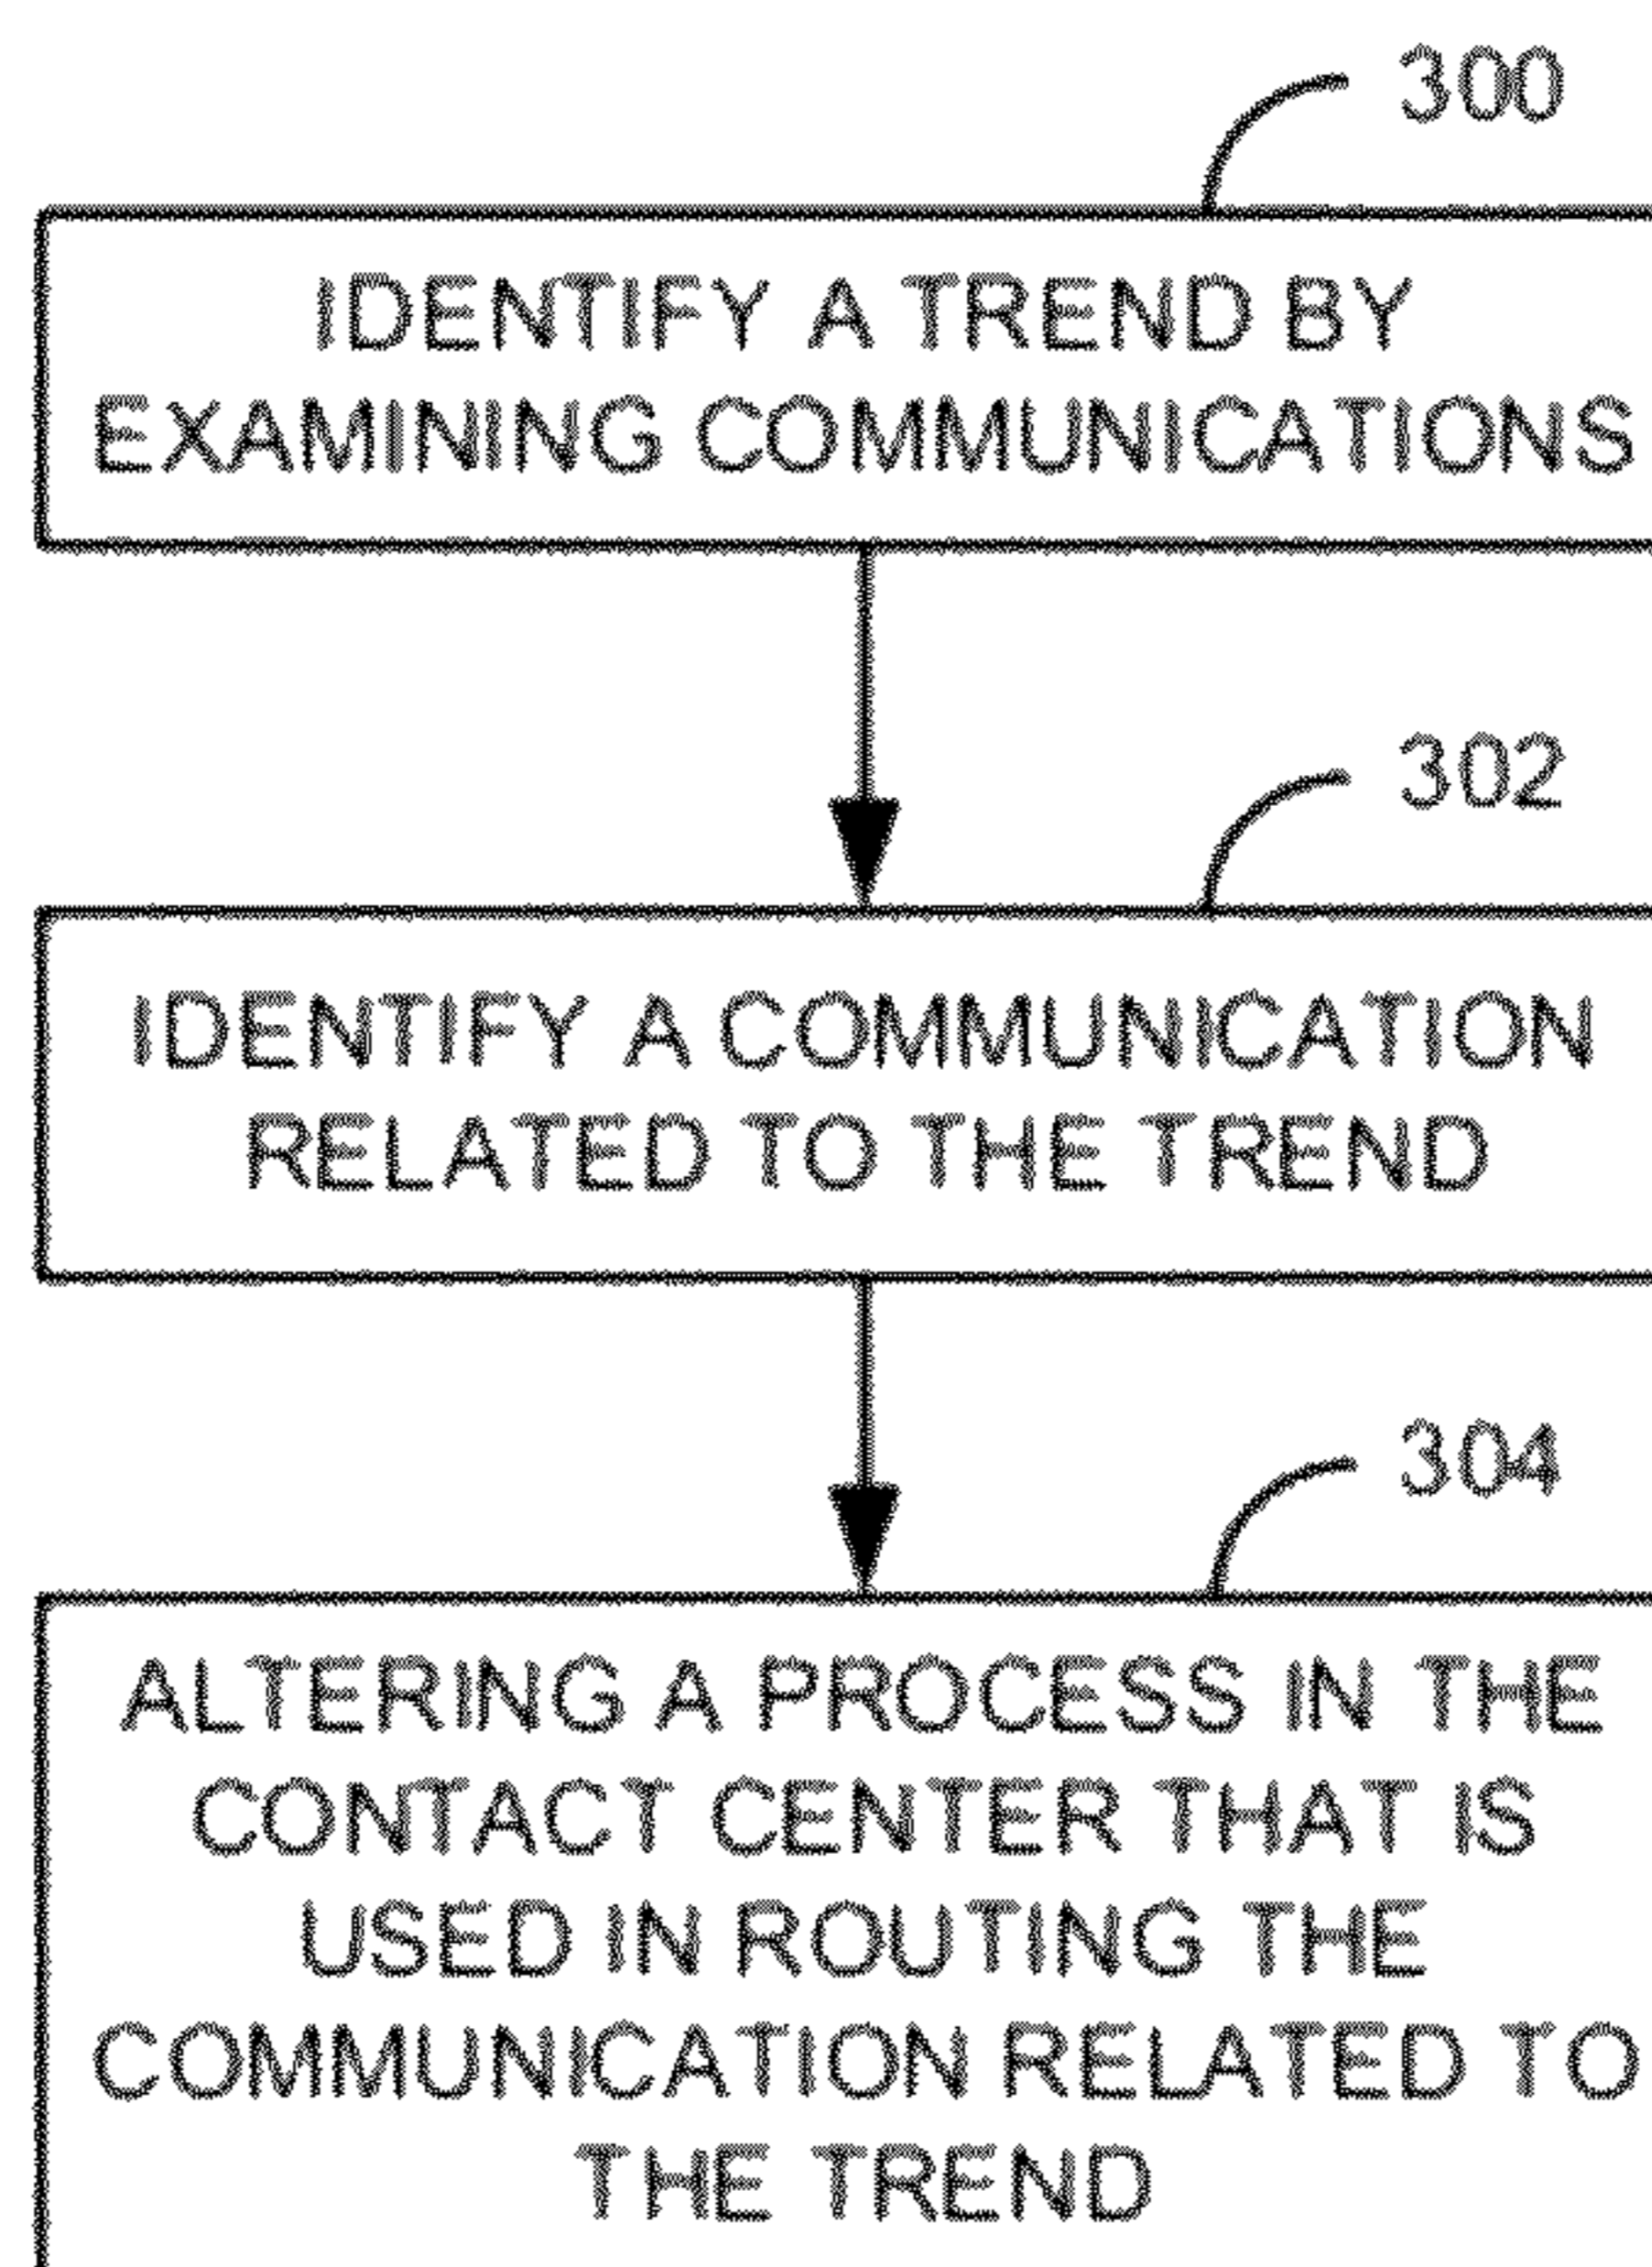 300
IDENTIFY A TREND BY
EXAMINING COMMUNICATIONS
302
IDENTIFY A COMMUNICATION
RELATED TO THE TREND
304
ALTERING A PROCESS IN THE
CONTACT CENTER THAT IS
USED IN ROUTING THE
COMMUNICATION RELATED TO
THE TREND